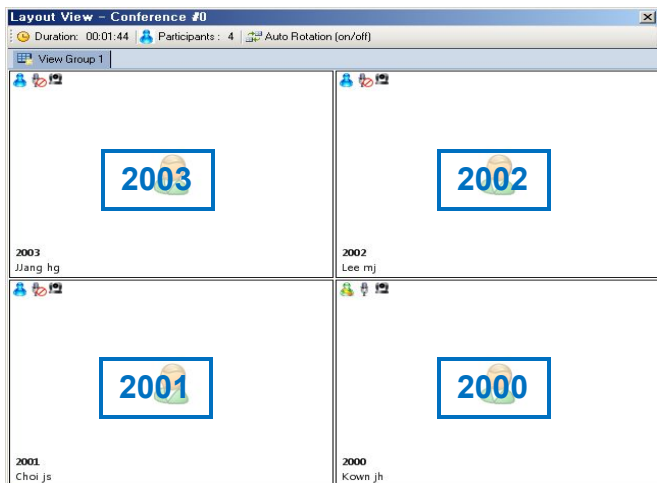 Layout View – Conference #0
Duration: 00:01:44 Participants : 4 Auto Rotation (on/off)
View Group 1
2003
2003
JJang hg
2002
2002
Lee mj
2001
2001
Choi js
2000
2000
Kown jh